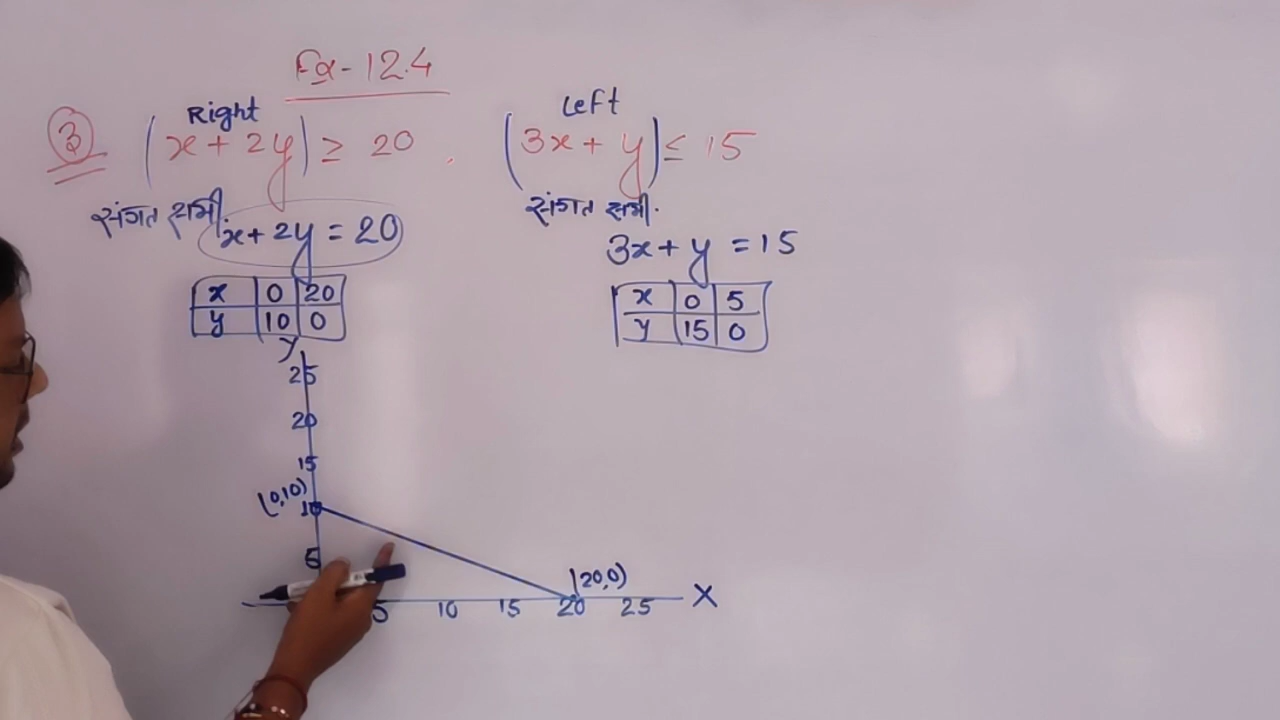 Ex - 12.4
Right
Left
3 (x + 2y) ≥ 20 , (3x + y) ≤ 15
संगत समी. x + 2y = 20
संगत समी.
3x + y = 15
x 0 20
y 10 0
x 0 5
y 15 0
y
25
20
15
(0,10)
10
5
(20,0)
5 10 15 20 25 X